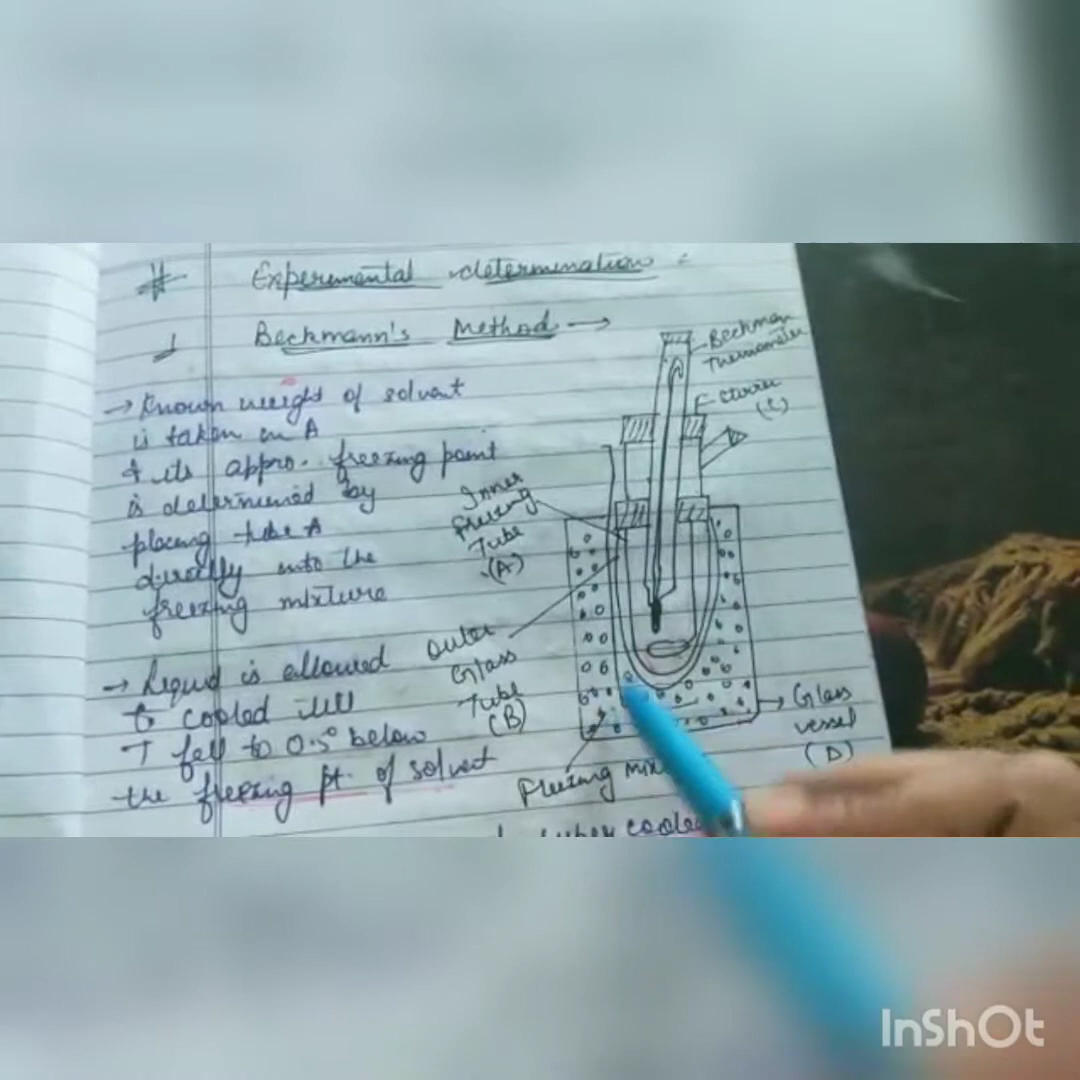 # Experimental determination :
1 Beckmann's Method →
→ Known weight of solvent
is taken in A
& its appro. freezing point
is determined by
placing tube A
directly into the
freezing mixture
→ Liquid is allowed
to cooled till
T fell to 0.5° below
the freezing pt. of solvent
Beckman
Thermometer
(C)
Inner
Freezing
Tube
(A)
Outer
Glass
Tube
(B)
Glass
vessel
(D)
Freezing mix
super cooled
InShOt